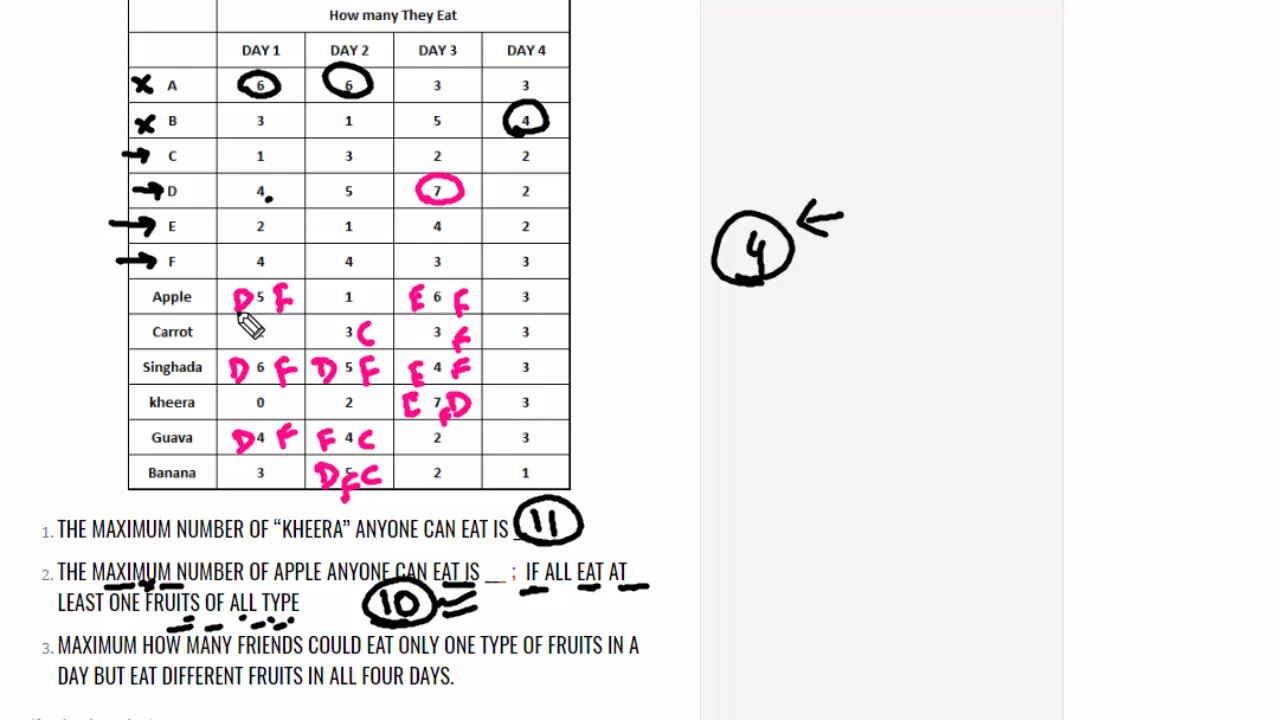 How many They Eat
DAY 1 DAY 2 DAY 3 DAY 4
x A 6 6 3 3
x B 3 1 5 4
C 1 3 2 2
D 4 5 7 2
E 2 1 4 2
F 4 4 3 3
Apple D 5 F 1 E 6 F 3
Carrot 3 C 3 F 3
Singhada D 6 F D 5 F E 4 F 3
kheera 0 2 E 7 F D 3
Guava D 4 F F 4 C 2 3
Banana 3 D 5 F C 2 1
4
1. THE MAXIMUM NUMBER OF “KHEERA” ANYONE CAN EAT IS _ 11
2. THE MAXIMUM NUMBER OF APPLE ANYONE CAN EAT IS __ ; IF ALL EAT AT
LEAST ONE FRUITS OF ALL TYPE 10
3. MAXIMUM HOW MANY FRIENDS COULD EAT ONLY ONE TYPE OF FRUITS IN A
DAY BUT EAT DIFFERENT FRUITS IN ALL FOUR DAYS.